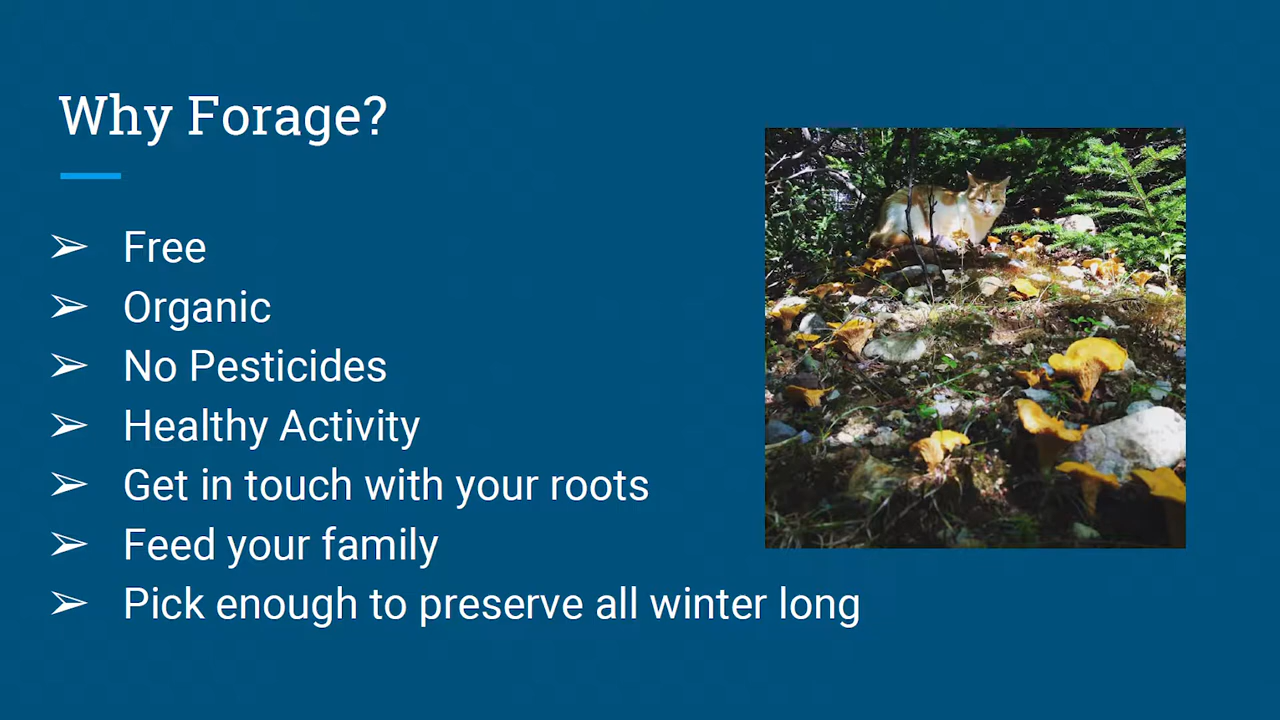 Why Forage?
➢ Free
➢ Organic
➢ No Pesticides
➢ Healthy Activity
➢ Get in touch with your roots
➢ Feed your family
➢ Pick enough to preserve all winter long